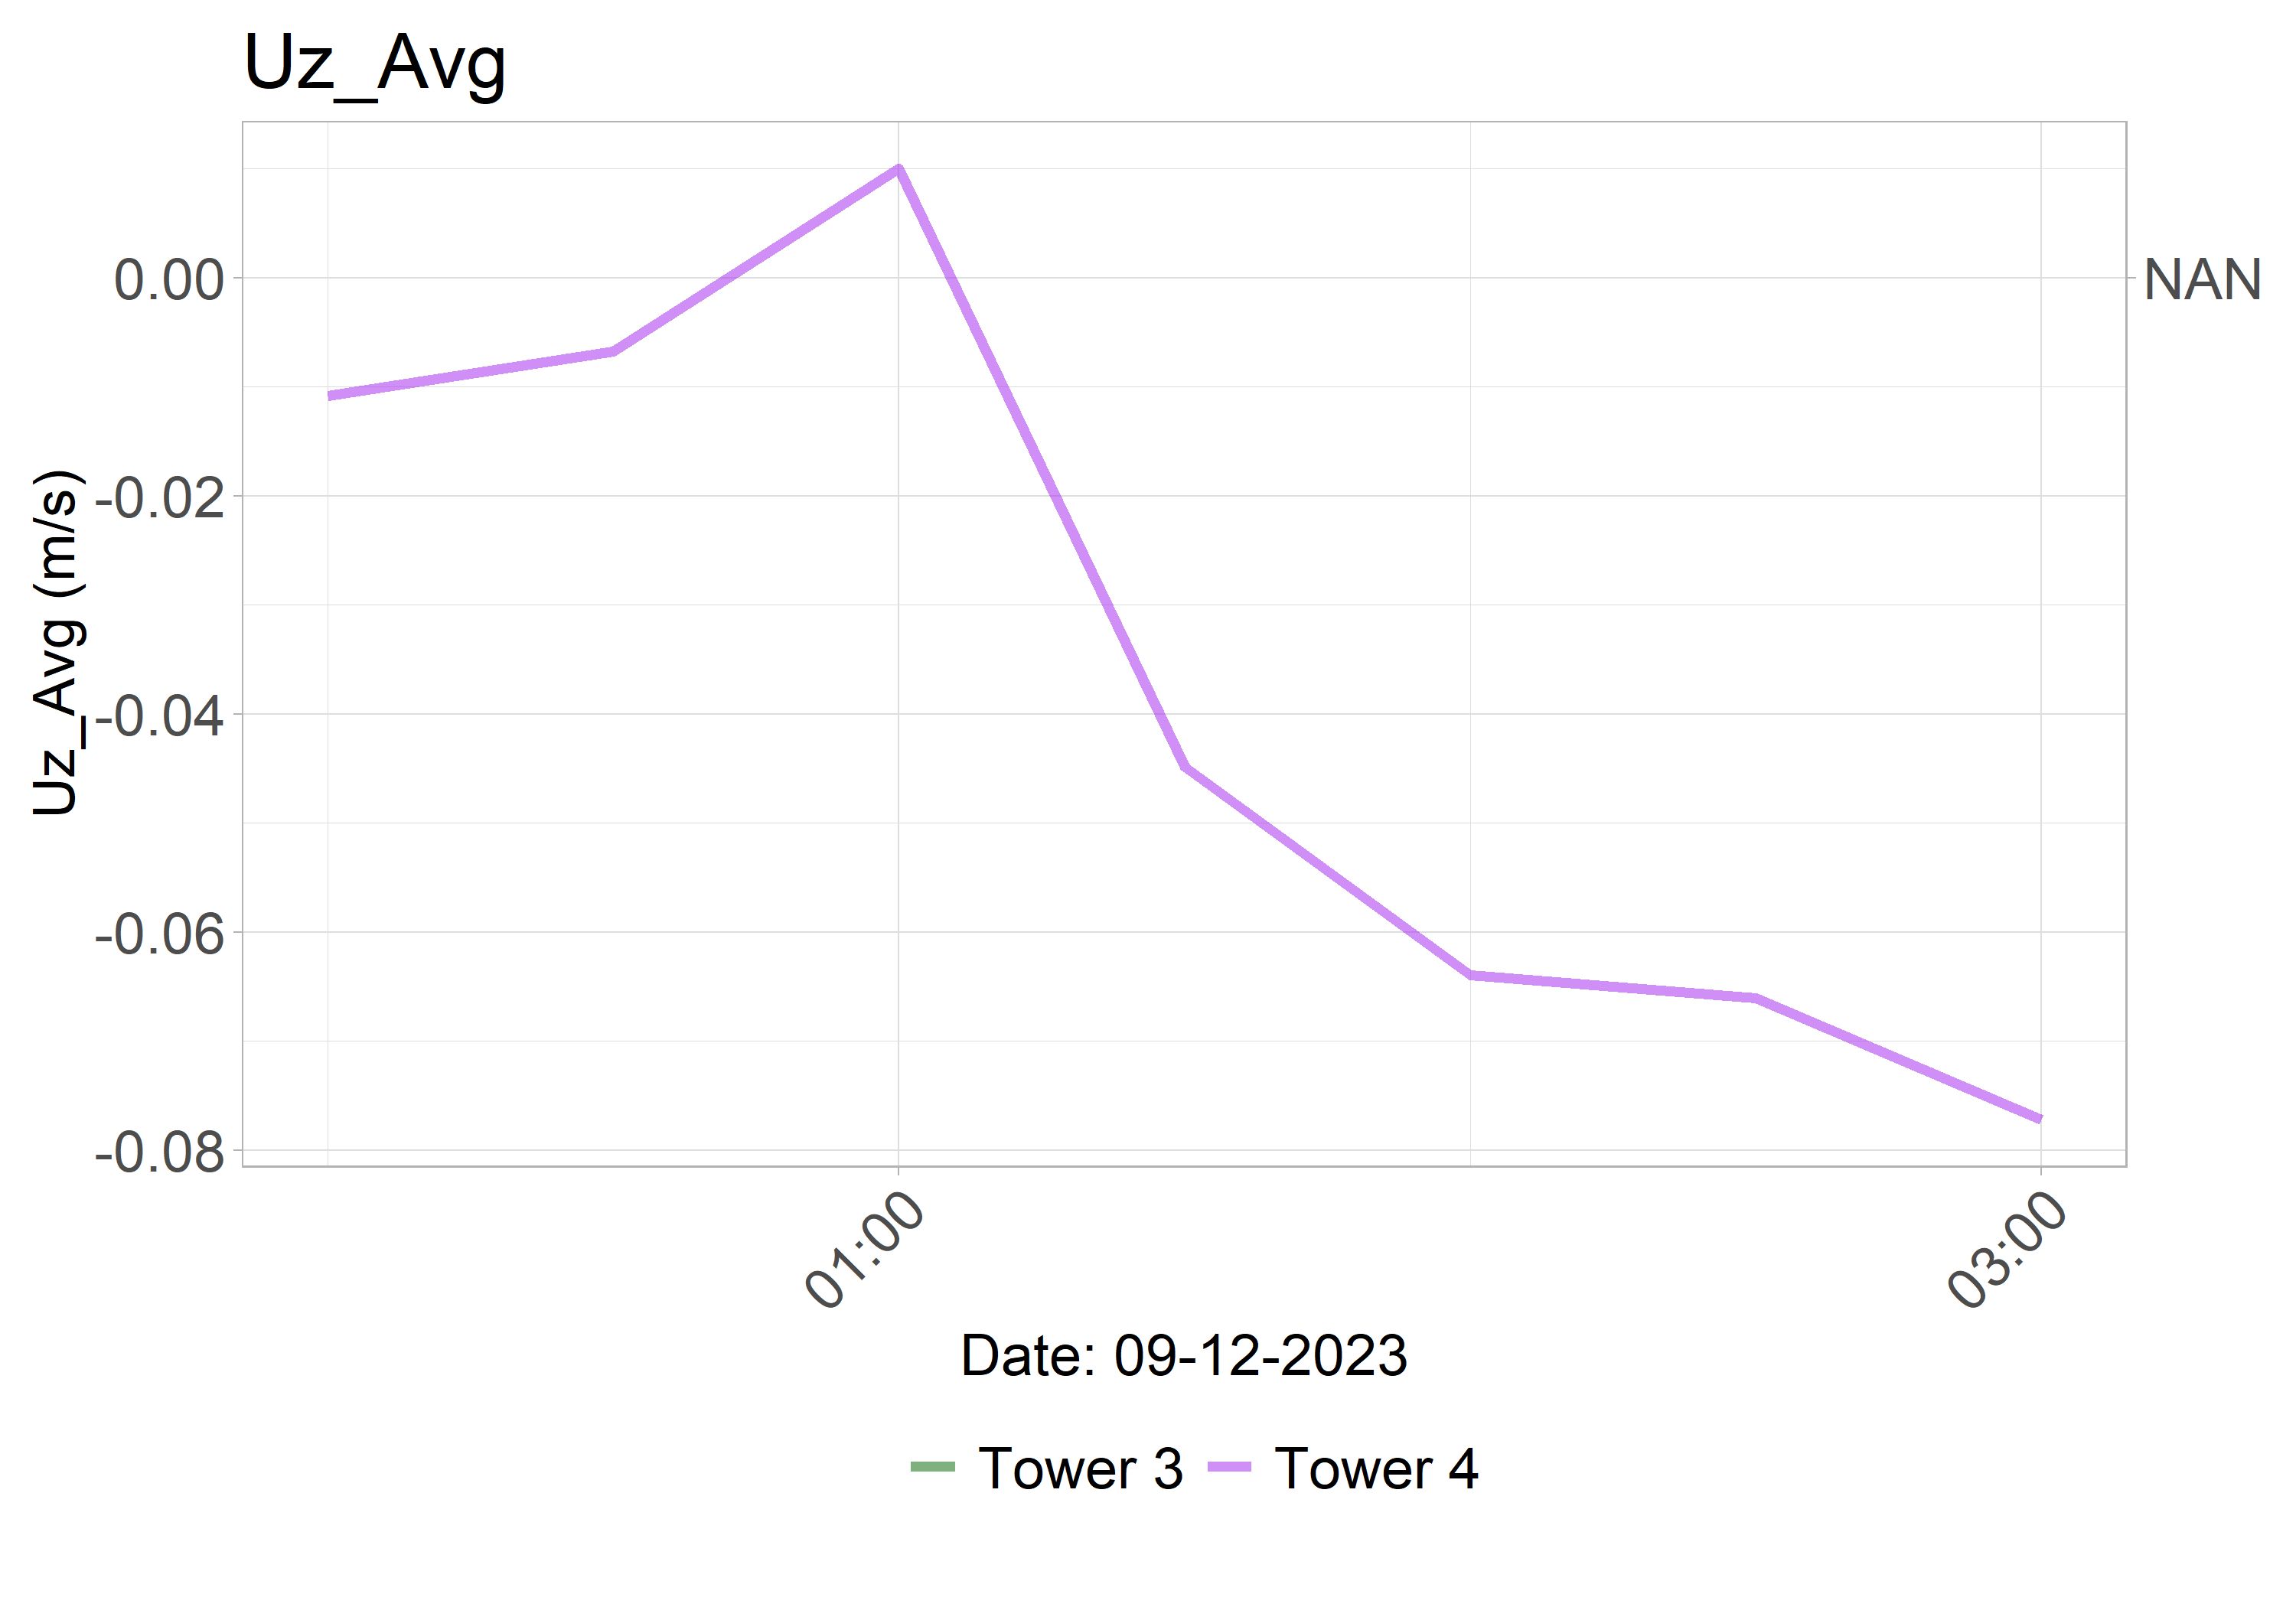 Uz_Avg
Uz_Avg (m/s)
0.00
-0.02
-0.04
-0.06
-0.08
NAN
01:00
03:00
Date: 09-12-2023
Tower 3
Tower 4